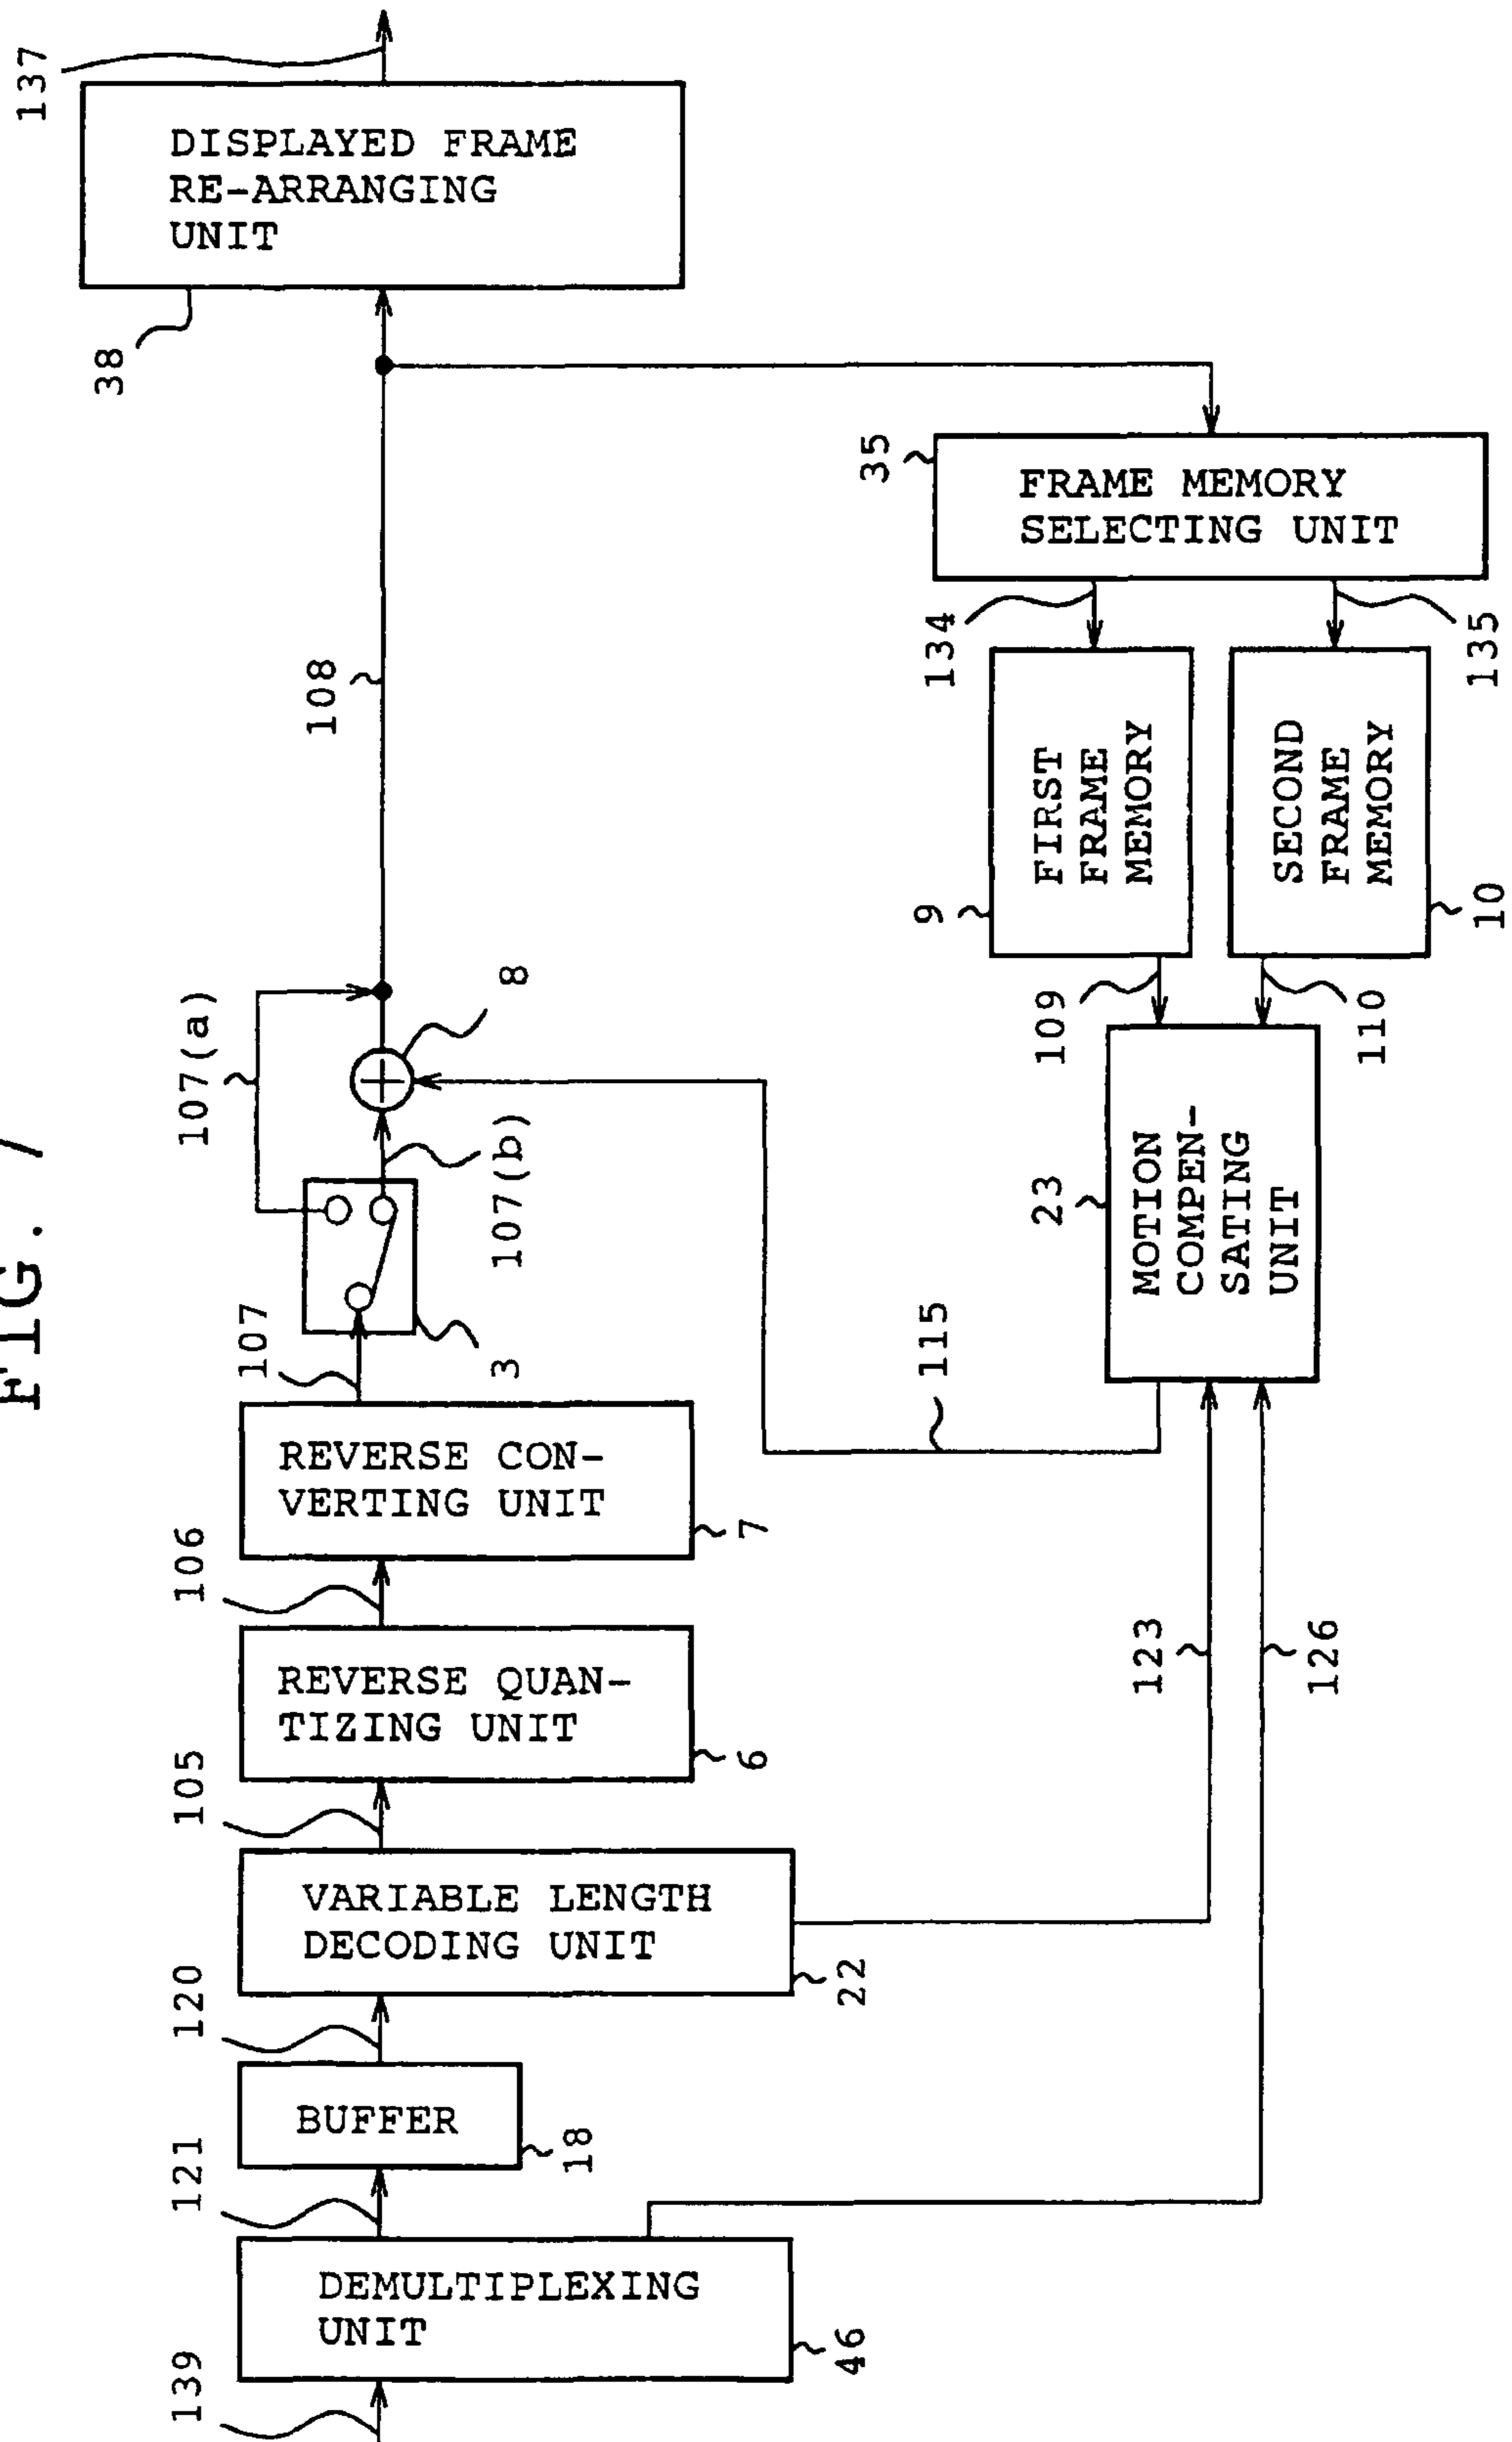 FIG. 7
137
DISPLAYED FRAME
RE-ARRANGING
UNIT
38
35
FRAME MEMORY
SELECTING UNIT
134
135
108
FIRST
FRAME
MEMORY
9
SECOND
FRAME
MEMORY
10
109
110
107(a)
8
107(b)
3
107
23
MOTION
COMPEN-
SATING
UNIT
115
REVERSE CON-
VERTING UNIT
7
106
REVERSE QUAN-
TIZING UNIT
6
105
123
126
VARIABLE LENGTH
DECODING UNIT
22
120
BUFFER
18
121
DEMULTIPLEXING
UNIT
46
139